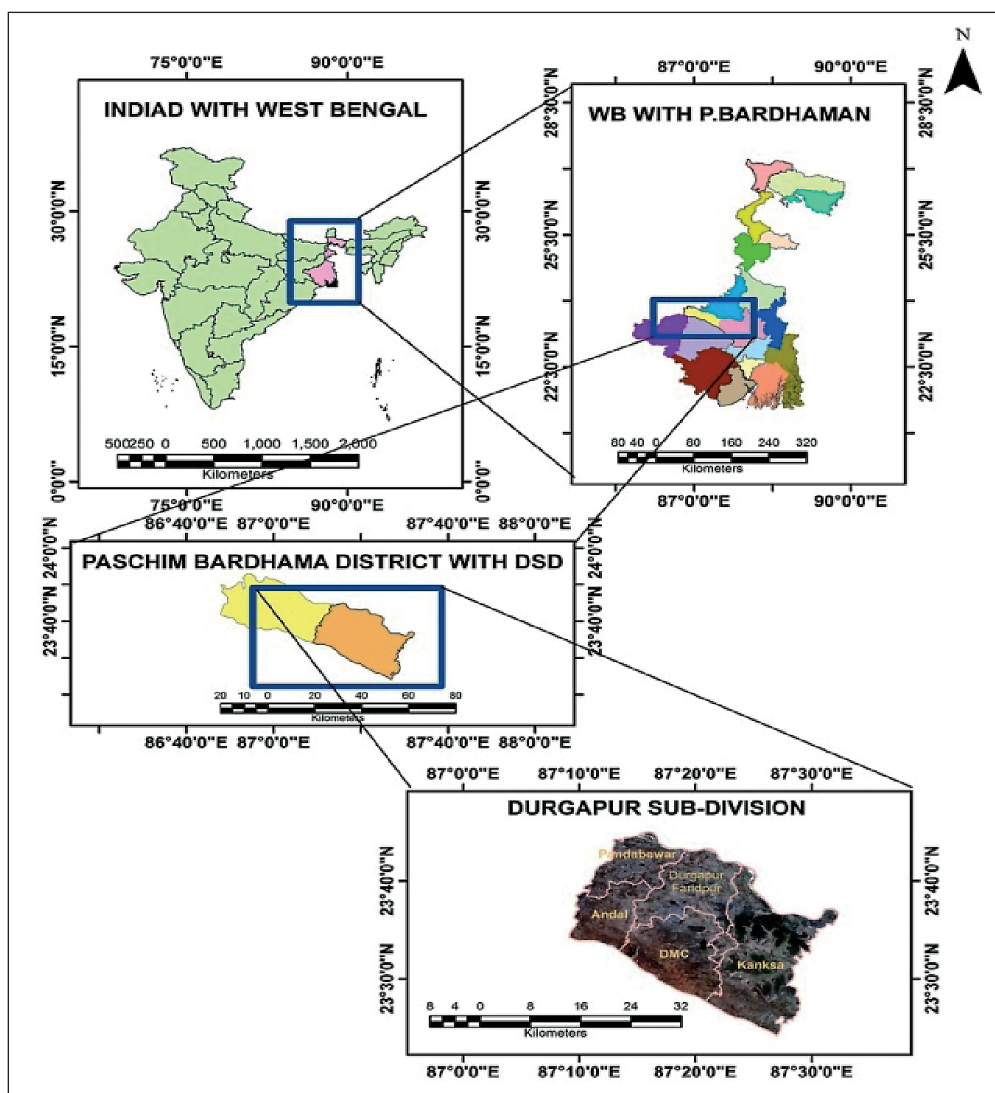 N
75°0'0"E 90°0'0"E
INDIAD WITH WEST BENGAL
30°0'0"N
15°0'0"N
0°0'0"
30°0'0"N
15°0'0"N
0°0'0"
500250 0 500 1,000 1,500 2,000
Kilometers
75°0'0"E 90°0'0"E
87°0'0"E 90°0'0"E
WB WITH P.BARDHAMAN
28°30'0"N
25°30'0"N
22°30'0"N
28°30'0"N
25°30'0"N
22°30'0"N
80 40 0 80 160 240 320
Kilometers
87°0'0"E 90°0'0"E
86°40'0"E 87°0'0"E 87°40'0"E 88°0'0"E
PASCHIM BARDHAMA DISTRICT WITH DSD
24°0'0"N
23°40'0"N
24°0'0"N
23°40'0"N
20 10 0 20 40 60 80
Kilometers
86°40'0"E 87°0'0"E 87°40'0"E 88°0'0"E
87°0'0"E 87°10'0"E 87°20'0"E 87°30'0"E
DURGAPUR SUB-DIVISION
23°40'0"N
23°30'0"N
23°40'0"N
23°30'0"N
Pandabewar
Durgapur
Faridpur
Andal
DMC
Kanksa
8 4 0 8 16 24 32
Kilometers
87°0'0"E 87°10'0"E 87°20'0"E 87°30'0"E